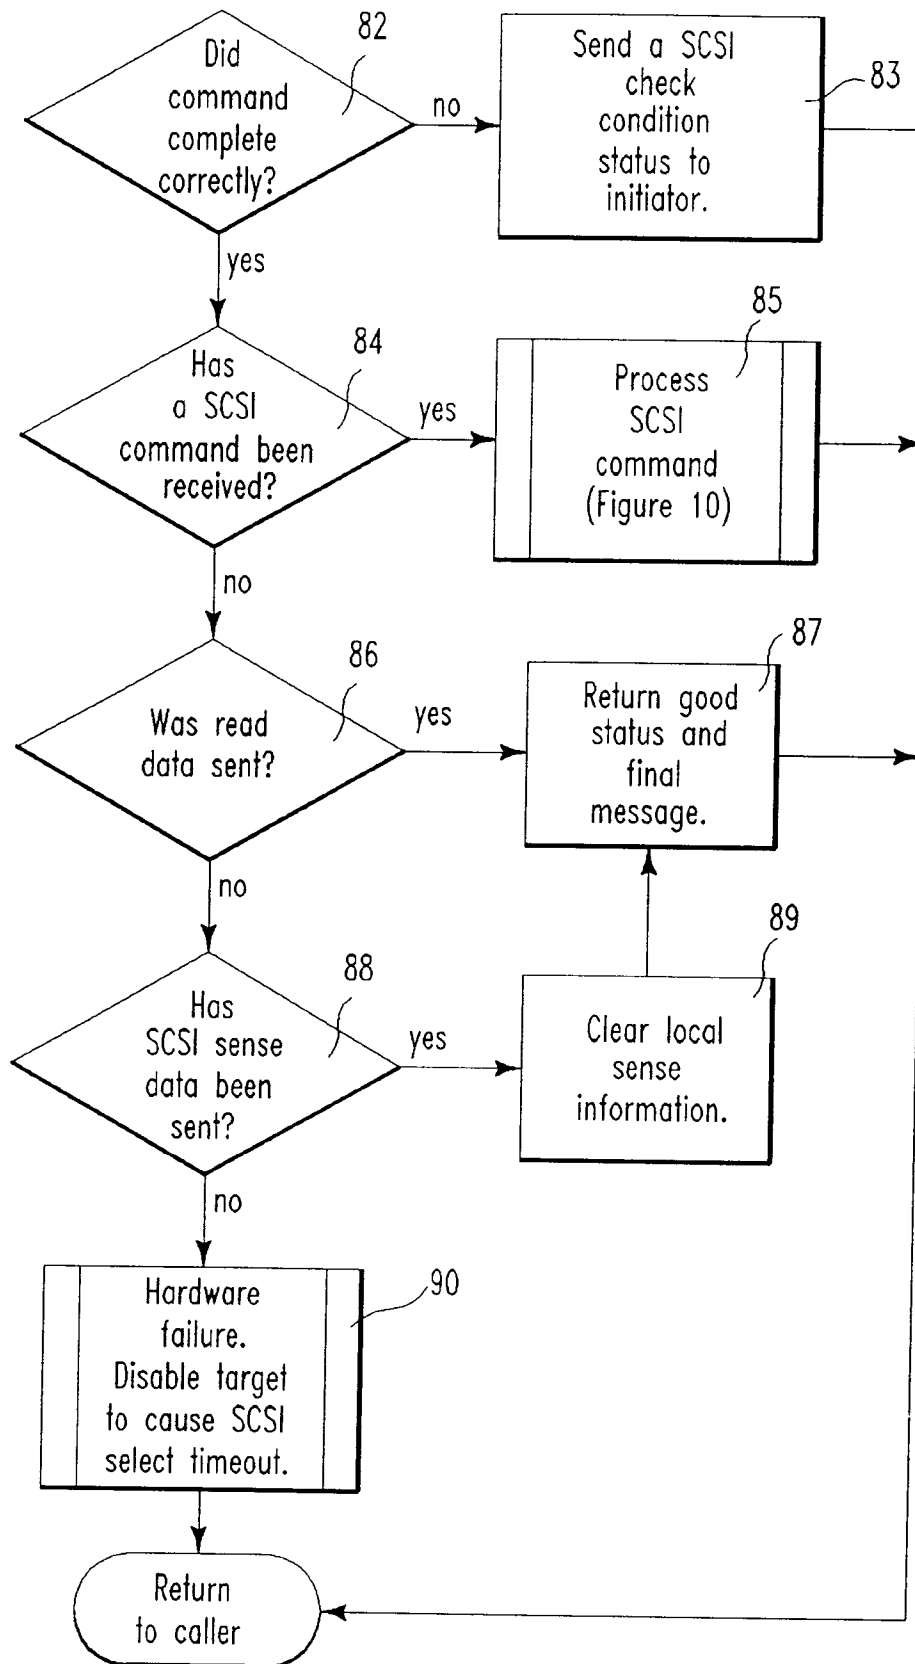 82
Did
command
complete
correctly?
no
Send a SCSI
check
condition
status to
initiator.
83
yes
84
Has
a SCSI
command been
received?
yes
85
Process
SCSI
command
(Figure 10)
no
86
Was read
data sent?
yes
87
Return good
status and
final
message.
no
88
Has
SCSI sense
data been
sent?
yes
89
Clear local
sense
information.
no
90
Hardware
failure.
Disable target
to cause SCSI
select timeout.
Return
to caller